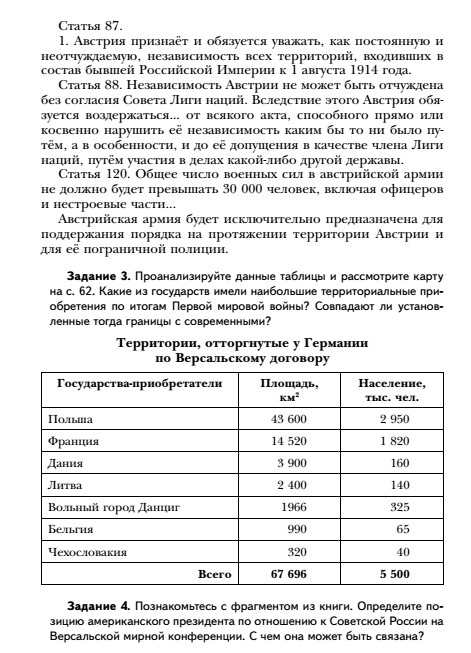 Статья 87.
1. Австрия признаёт и обязуется уважать, как постоянную и
неотчуждаемую, независимость всех территорий, входивших в
состав бывшей Российской Империи к 1 августа 1914 года.
Статья 88. Независимость Австрии не может быть отчуждена
без согласия Совета Лиги наций. Вследствие этого Австрия обя-
зуется воздержаться... от всякого акта, способного прямо или
косвенно нарушить её независимость каким бы то ни было пу-
тём, а в особенности, и до её допущения в качестве члена Лиги
наций, путём участия в делах какой-либо другой державы.
Статья 120. Общее число военных сил в австрийской армии
не должно будет превышать 30 000 человек, включая офицеров
и нестроевые части...
Австрийская армия будет исключительно предназначена для
поддержания порядка на протяжении территории Австрии и
для её пограничной полиции.
Задание 3. Проанализируйте данные таблицы и рассмотрите карту
на с. 62. Какие из государств имели наибольшие территориальные при-
обретения по итогам Первой мировой войны? Совпадают ли установ-
ленные тогда границы с современными?
Территории, отторгнутые у Германии
по Версальскому договору
Государства-приобретатели Площадь, км² Население, тыс. чел.
Польша 43 600 2 950
Франция 14 520 1 820
Дания 3 900 160
Литва 2 400 140
Вольный город Данциг 1966 325
Бельгия 990 65
Чехословакия 320 40
Всего 67 696 5 500
Задание 4. Познакомьтесь с фрагментом из книги. Определите по-
зицию американского президента по отношению к Советской России на
Версальской мирной конференции. С чем она может быть связана?